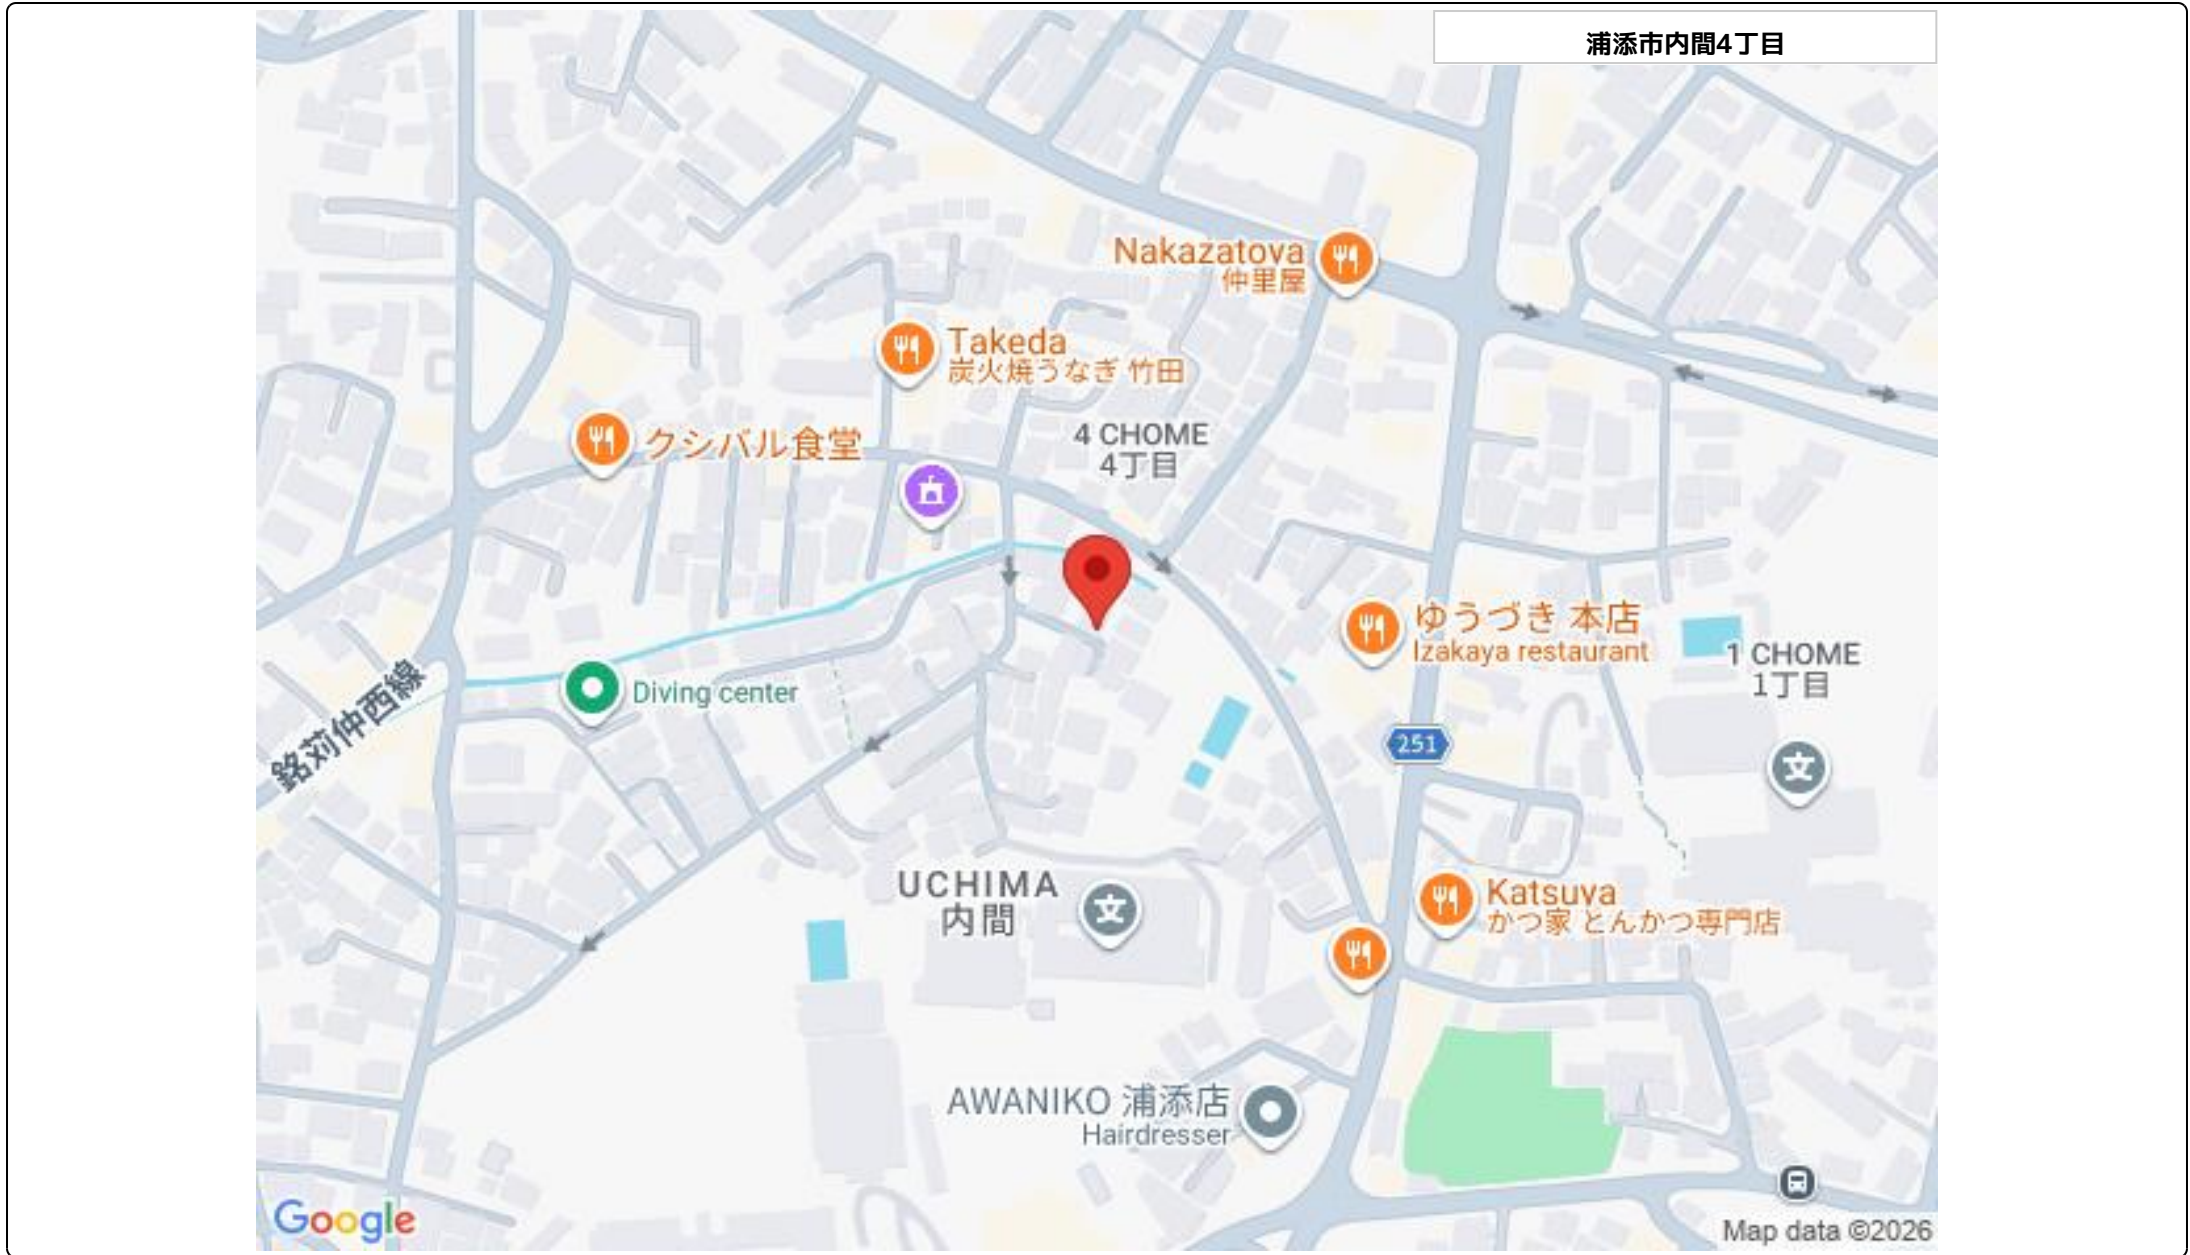 浦添市内間4丁目
Nakazatoya
仲里屋
Takeda
炭火焼うなぎ 竹田
クシバル食堂
4 CHOME
4丁目
ゆうづき 本店
Izakaya restaurant
1 CHOME
1丁目
Diving center
銘苅仲西線
251
文
UCHIMA
内間
文
Katsuya
かつ家 とんかつ専門店
AWANIKO 浦添店
Hairdresser
Google
Map data ©2026